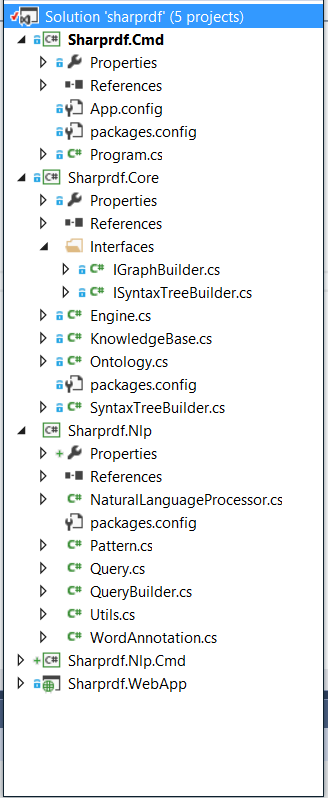 Solution 'sharprdf' (5 projects)
C# Sharprdf.Cmd
Properties
References
App.config
packages.config
C# Program.cs
C# Sharprdf.Core
Properties
References
Interfaces
C# IGraphBuilder.cs
C# ISyntaxTreeBuilder.cs
C# Engine.cs
C# KnowledgeBase.cs
C# Ontology.cs
packages.config
C# SyntaxTreeBuilder.cs
C# Sharprdf.Nlp
Properties
References
C# NaturalLanguageProcessor.cs
packages.config
C# Pattern.cs
C# Query.cs
C# QueryBuilder.cs
C# Utils.cs
C# WordAnnotation.cs
C# Sharprdf.Nlp.Cmd
Sharprdf.WebApp